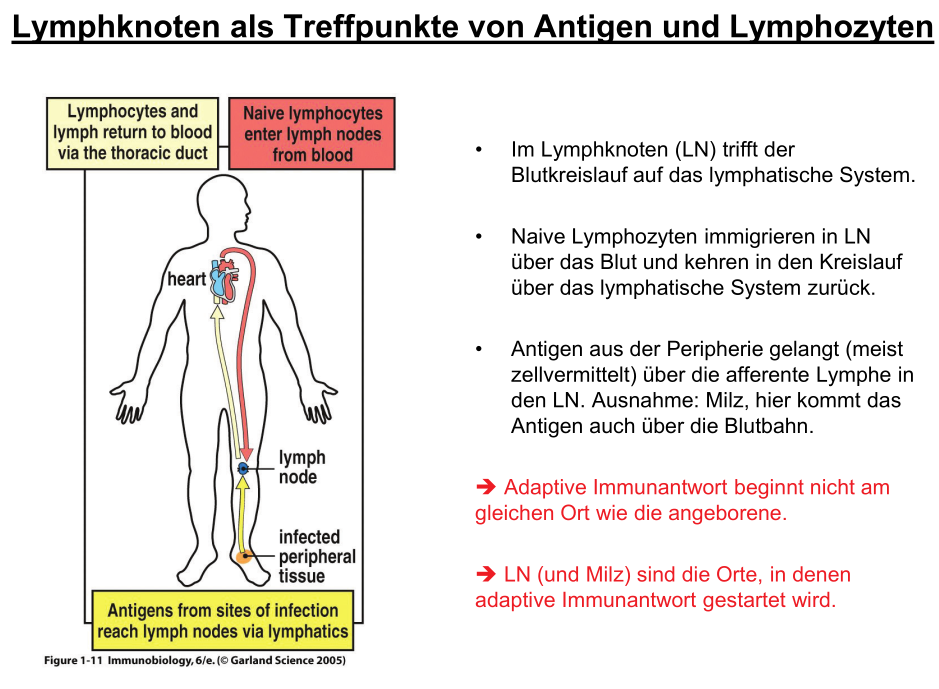 Lymphknoten als Treffpunkte von Antigen und Lymphozyten
Lymphocytes and
lymph return to blood
via the thoracic duct
Naive lymphocytes
enter lymph nodes
from blood
heart
lymph
node
infected
peripheral
tissue
Antigens from sites of infection
reach lymph nodes via lymphatics
Figure 1-11 Immunobiology, 6/e. (© Garland Science 2005)
• Im Lymphknoten (LN) trifft der
Blutkreislauf auf das lymphatische System.
• Naive Lymphozyten immigrieren in LN
über das Blut und kehren in den Kreislauf
über das lymphatische System zurück.
• Antigen aus der Peripherie gelangt (meist
zellvermittelt) über die afferente Lymphe in
den LN. Ausnahme: Milz, hier kommt das
Antigen auch über die Blutbahn.
➔ Adaptive Immunantwort beginnt nicht am
gleichen Ort wie die angeborene.
➔ LN (und Milz) sind die Orte, in denen
adaptive Immunantwort gestartet wird.